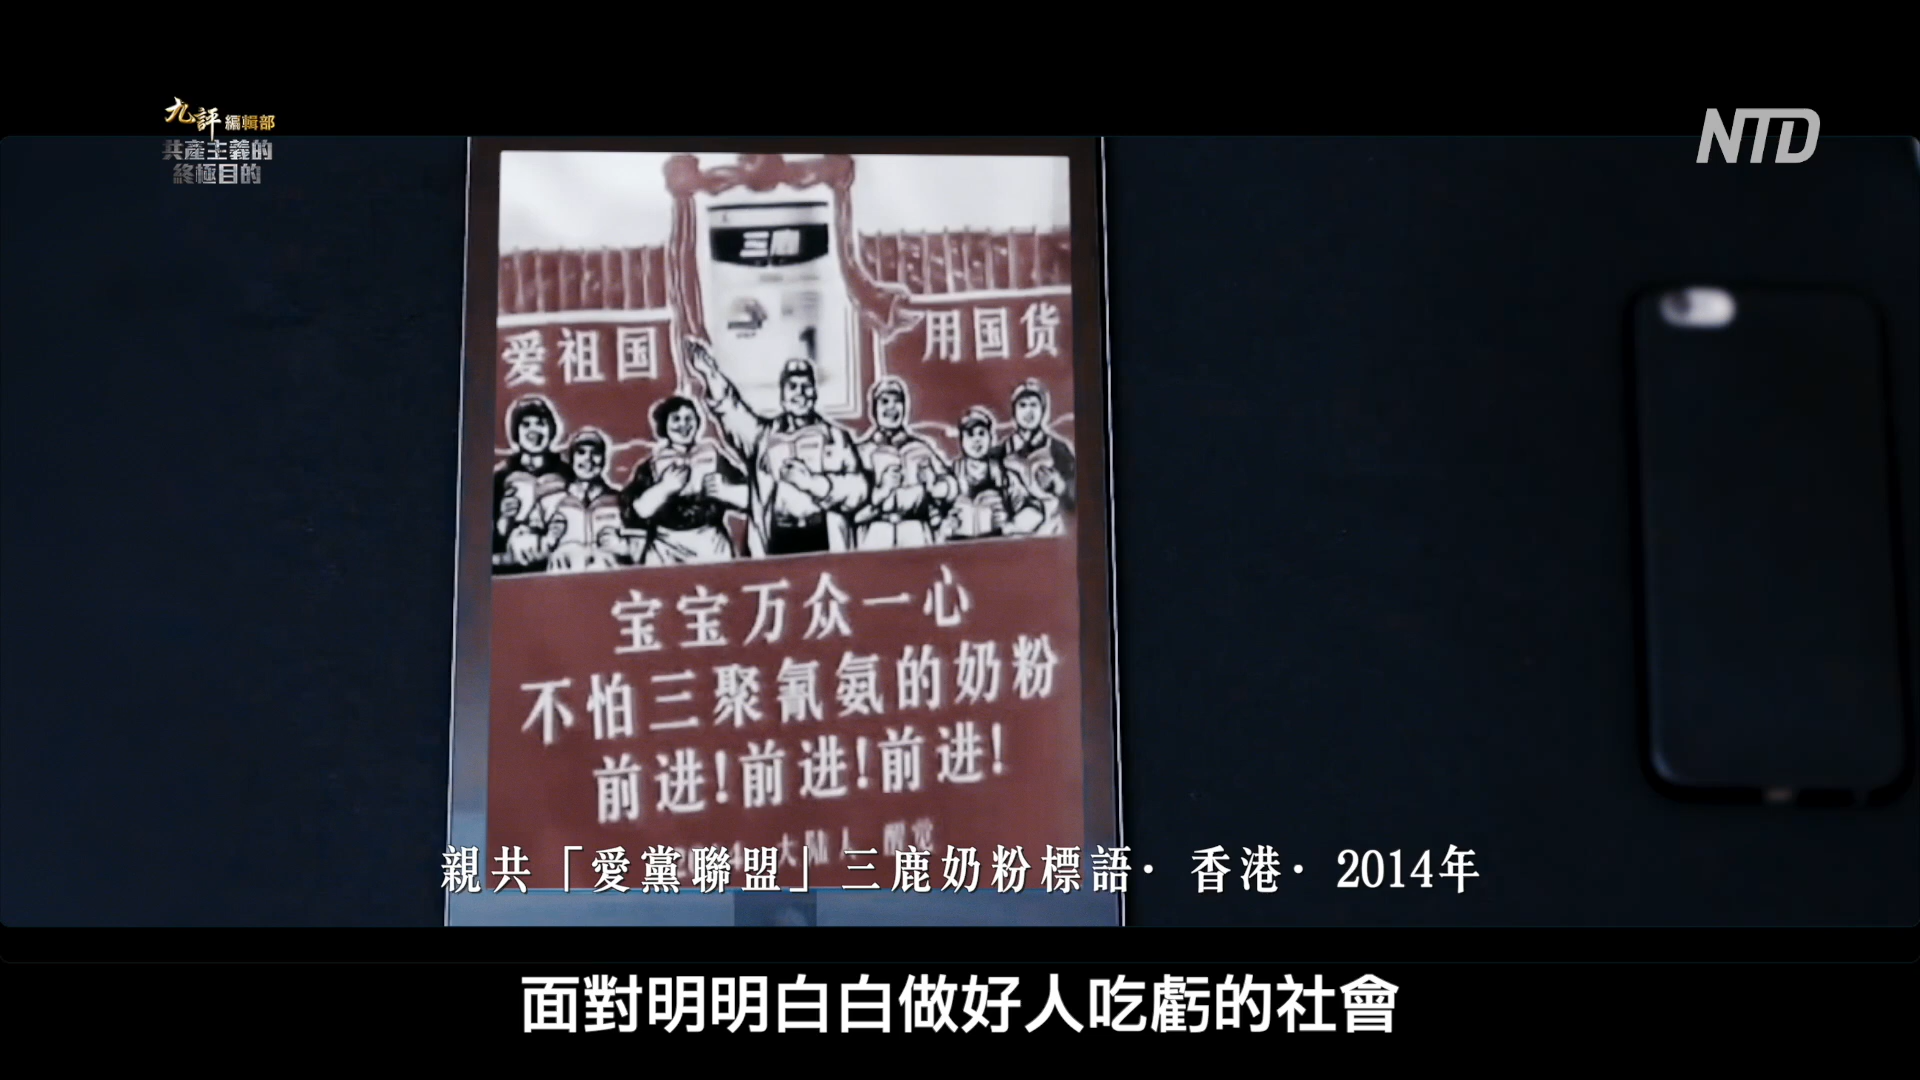 九評編輯部
共產主義的
終極目的
NTD
三鹿
爱祖国
用国货
宝宝万众一心
不怕三聚氰氨的奶粉
前进!前进!前进!
親共「愛黨聯盟」三鹿奶粉標語·香港·2014年
面對明明白白做好人吃虧的社會